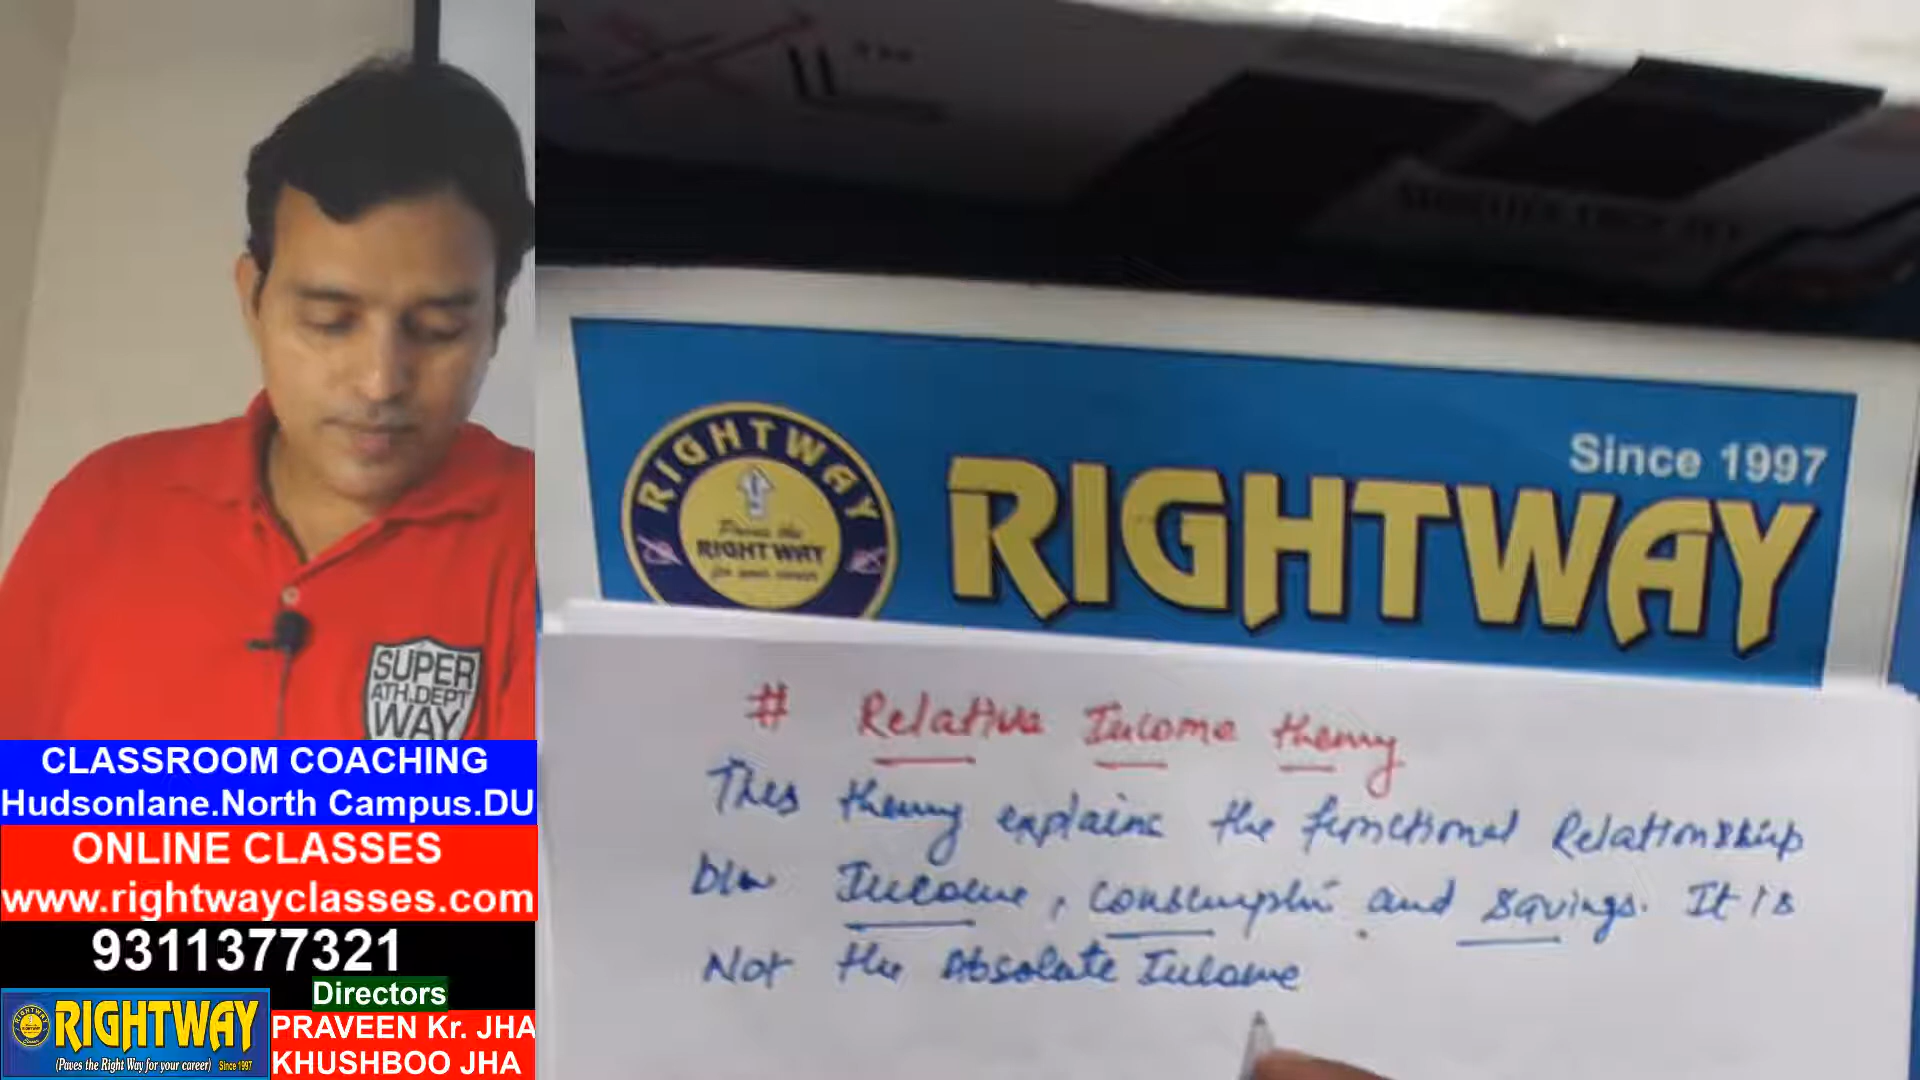 SUPER
ATH.DEPT
WAY
CLASSROOM COACHING
Hudsonlane.North Campus.DU
ONLINE CLASSES
www.rightwayclasses.com
9311377321
Directors
RIGHTWAY
(Paves the Right Way for your career) Since 1997
PRAVEEN Kr. JHA
KHUSHBOO JHA
Since 1997
RIGHTWAY
RIGHTWAY
Paves the
RIGHT WAY
for your career
# Relative Income theory
This theory explains the functional Relationship
b/w Income, consumptn and savings. It is
Not the Absolute Income